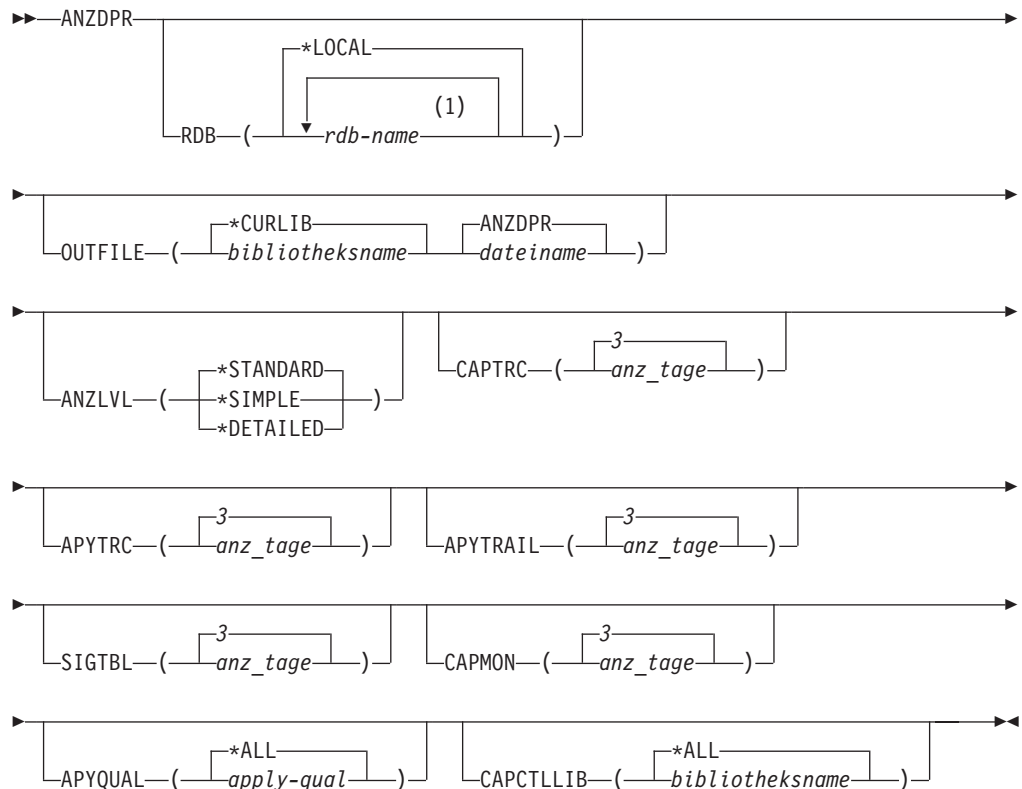 ANZDPR
*LOCAL
(1)
RDB ( rdb-name )
*CURLIB ANZDPR
OUTFILE ( bibliotheksname dateiname )
*STANDARD 3
ANZLVL ( *SIMPLE ) CAPTRC ( anz_tage )
*DETAILED
3 3
APYTRC ( anz_tage ) APYTRAIL ( anz_tage )
3 3
SIGTBL ( anz_tage ) CAPMON ( anz_tage )
*ALL *ALL
APYQUAL ( apply-qual ) CAPCTLLIB ( bibliotheksname )